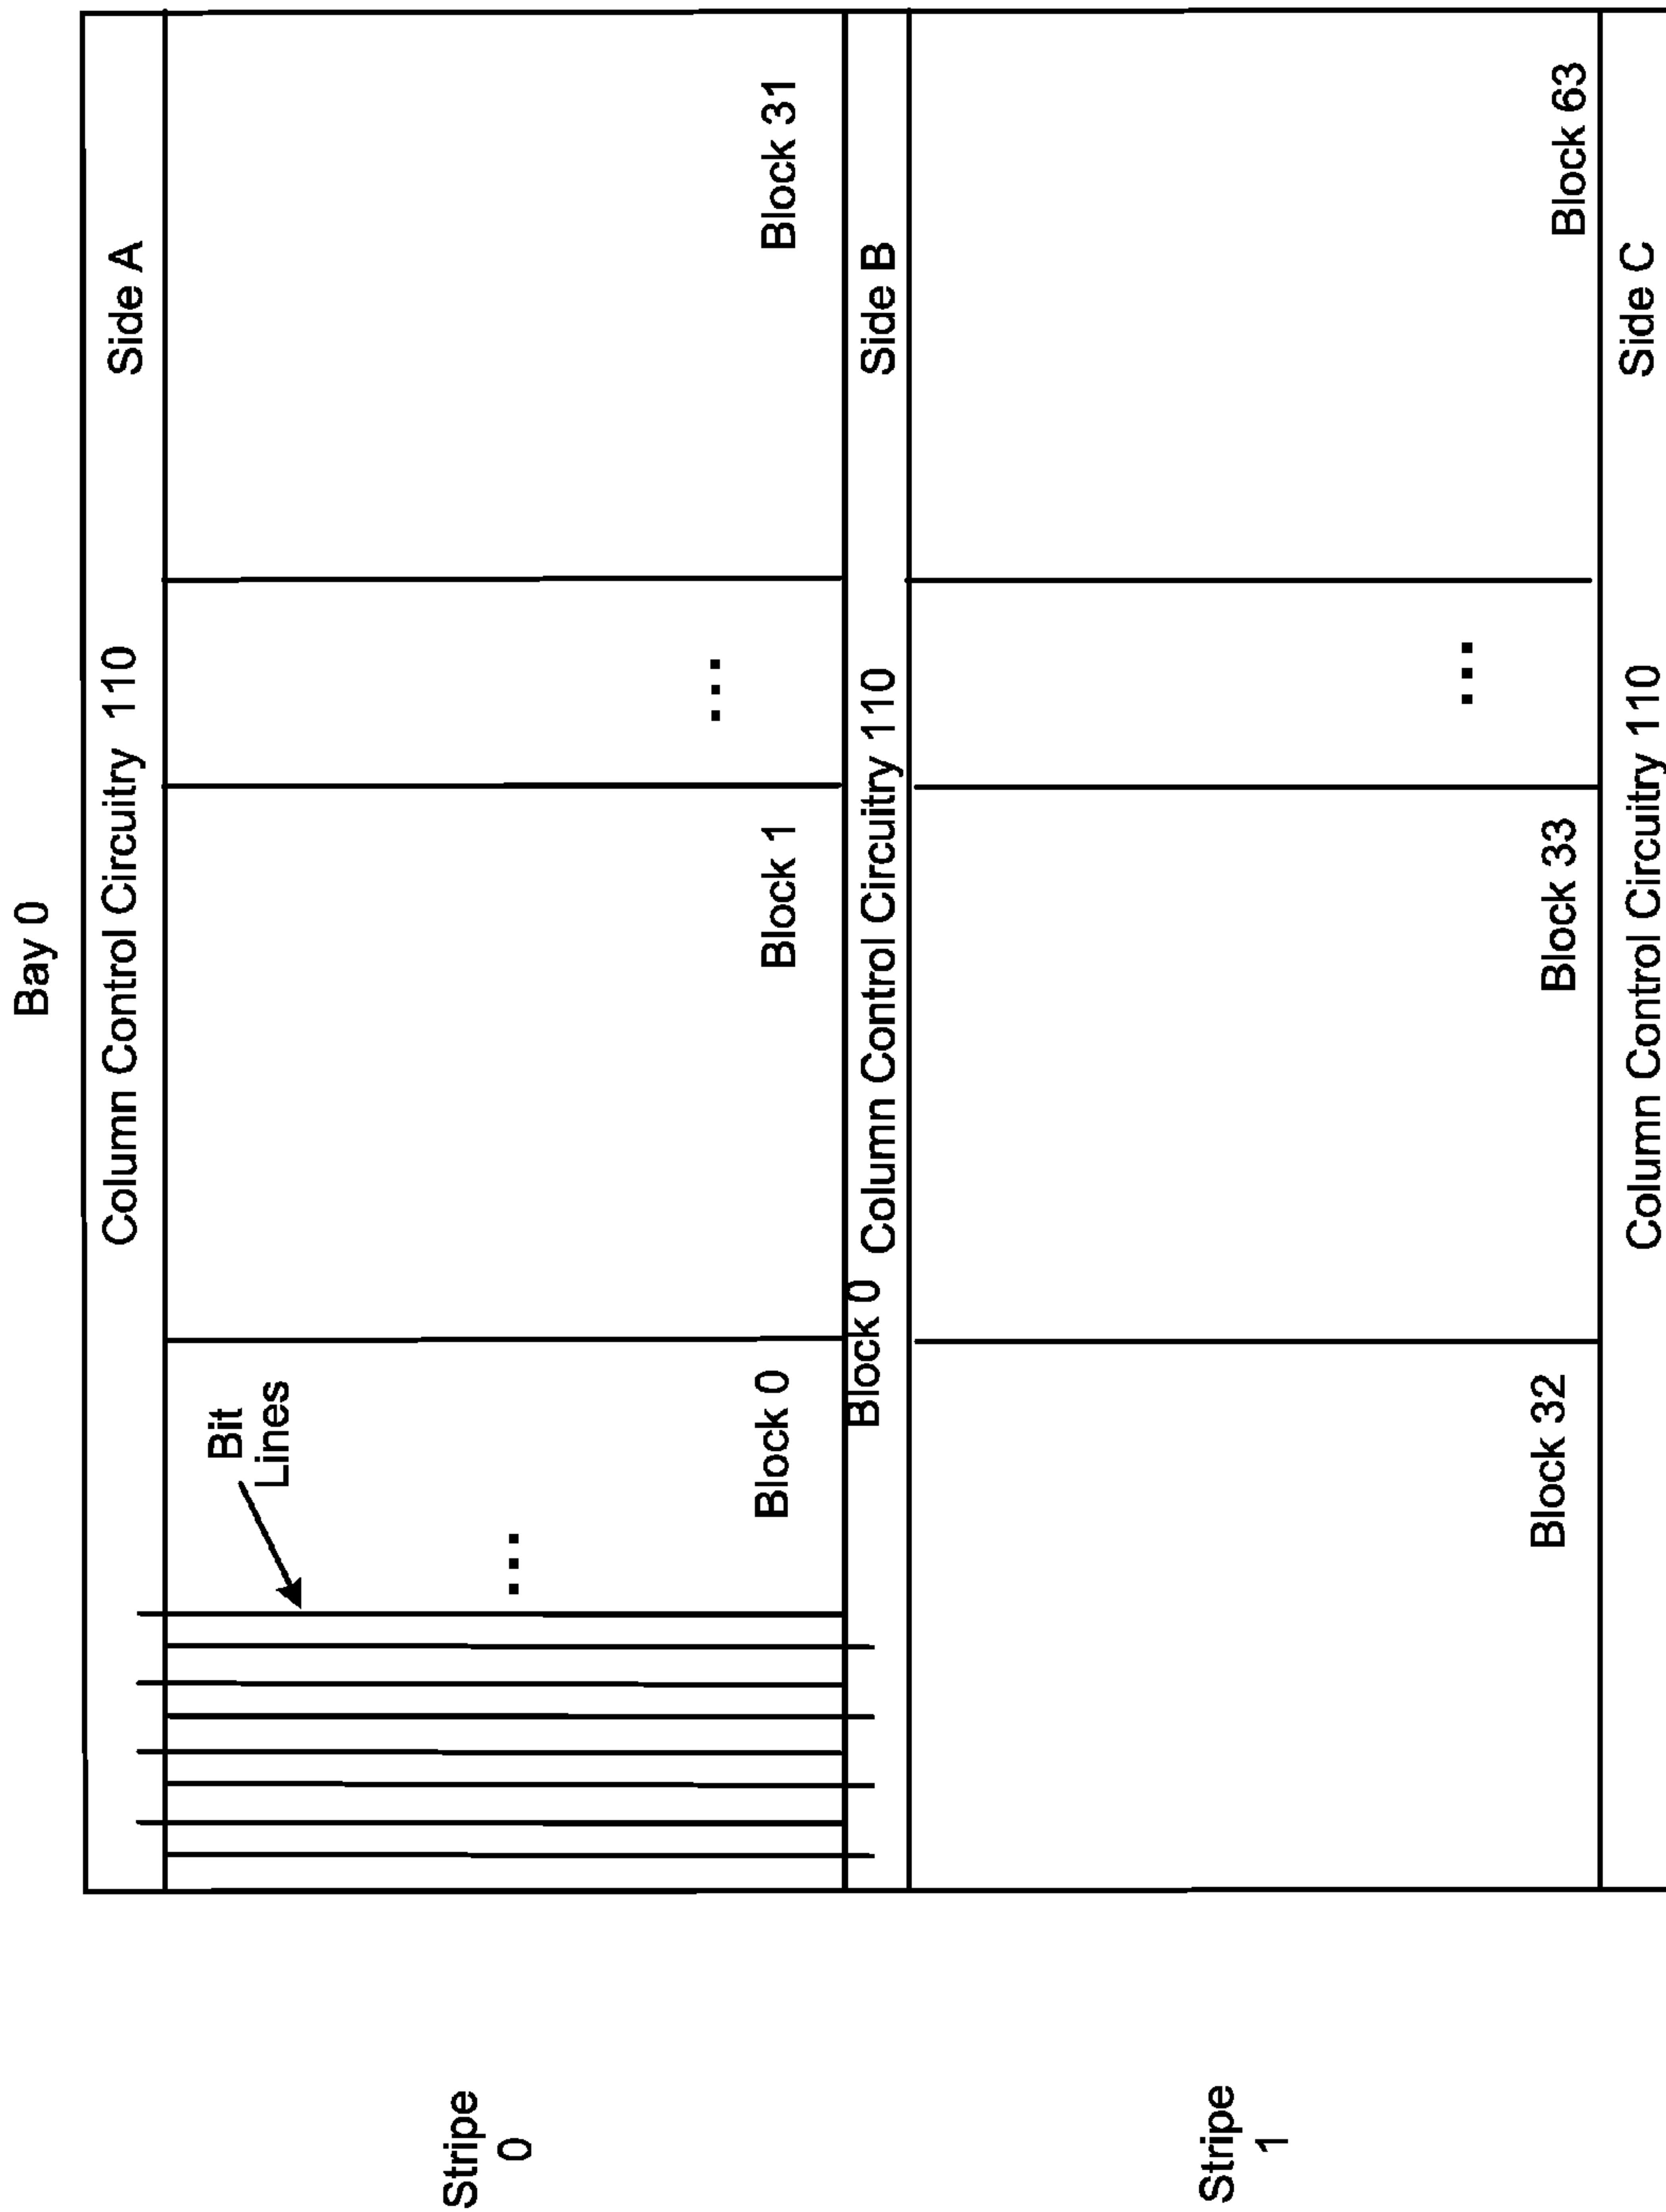 Bay 0
Column Control Circuitry 110 Side A
Bit
Lines
...
...
Stripe
0
Block 0 Block 1 Block 31
Block 0
Column Control Circuitry 110 Side B
...
Stripe
1
Block 32 Block 33 Block 63
Column Control Circuitry 110 Side C